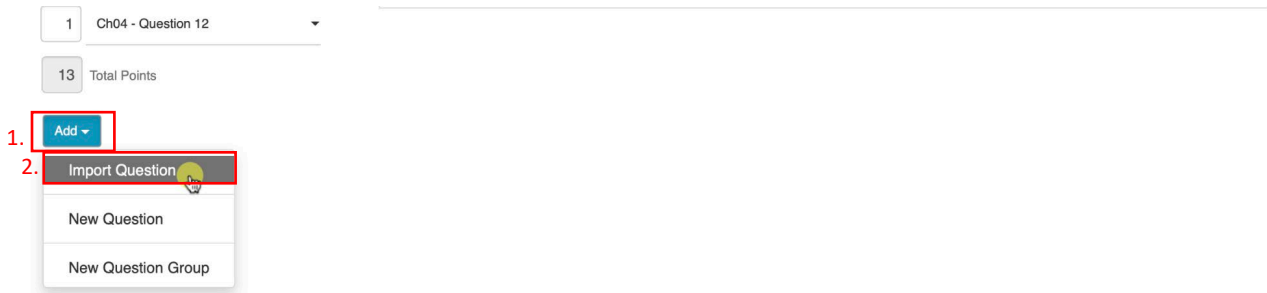 1 Ch04 - Question 12
13 Total Points
1. Add
2. Import Question
New Question
New Question Group